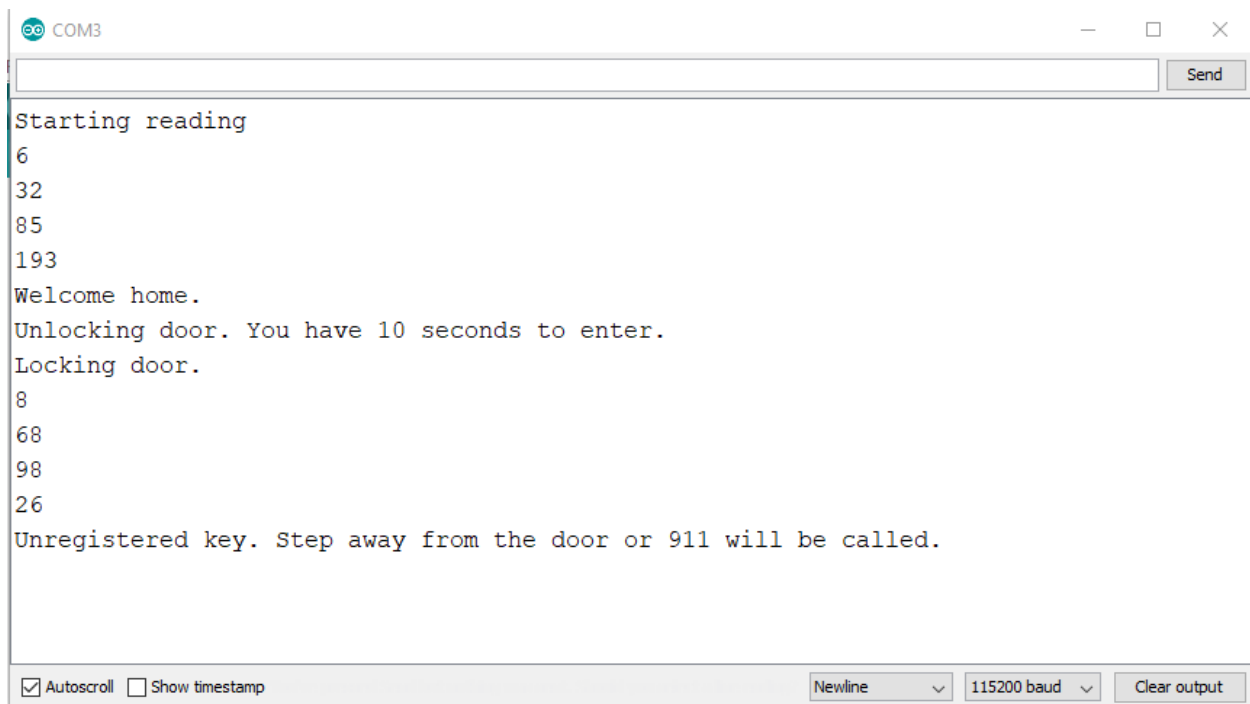 COM3
Send
Starting reading
6
32
85
193
Welcome home.
Unlocking door. You have 10 seconds to enter.
Locking door.
8
68
98
26
Unregistered key. Step away from the door or 911 will be called.
Autoscroll Show timestamp Newline 115200 baud Clear output